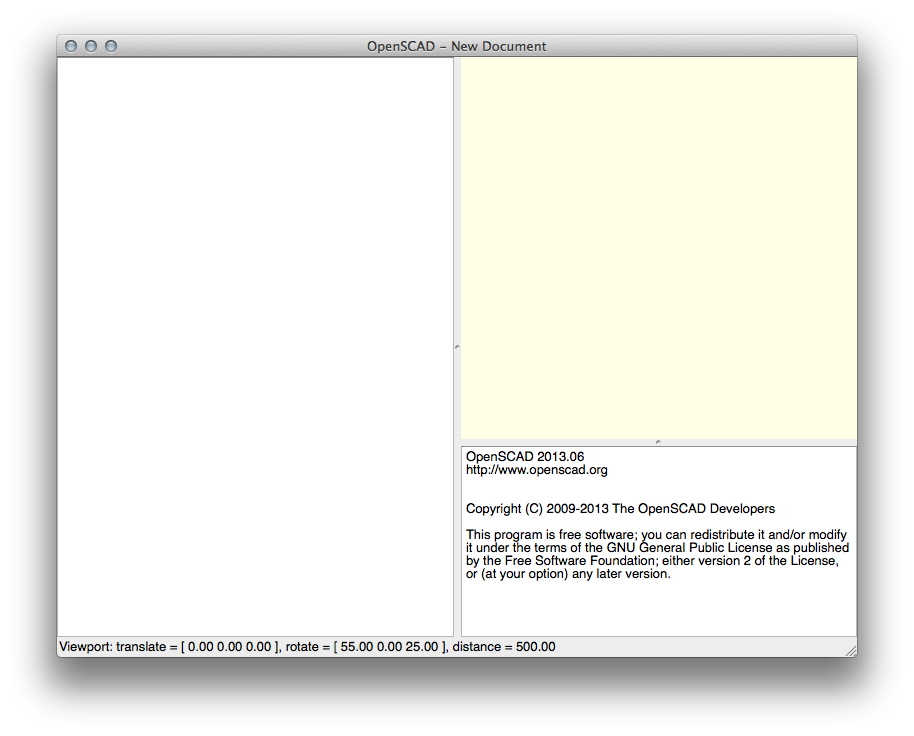 OpenSCAD – New Document
OpenSCAD 2013.06
http://www.openscad.org
Copyright (C) 2009-2013 The OpenSCAD Developers
This program is free software; you can redistribute it and/or modify
it under the terms of the GNU General Public License as published
by the Free Software Foundation; either version 2 of the License,
or (at your option) any later version.
Viewport: translate = [ 0.00 0.00 0.00 ], rotate = [ 55.00 0.00 25.00 ], distance = 500.00